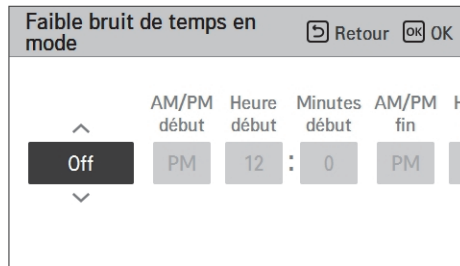 Faible bruit de temps en
mode
Retour OK OK
AM/PM Heure Minutes AM/PM H
début début début fin
Off PM 12 : 0 PM